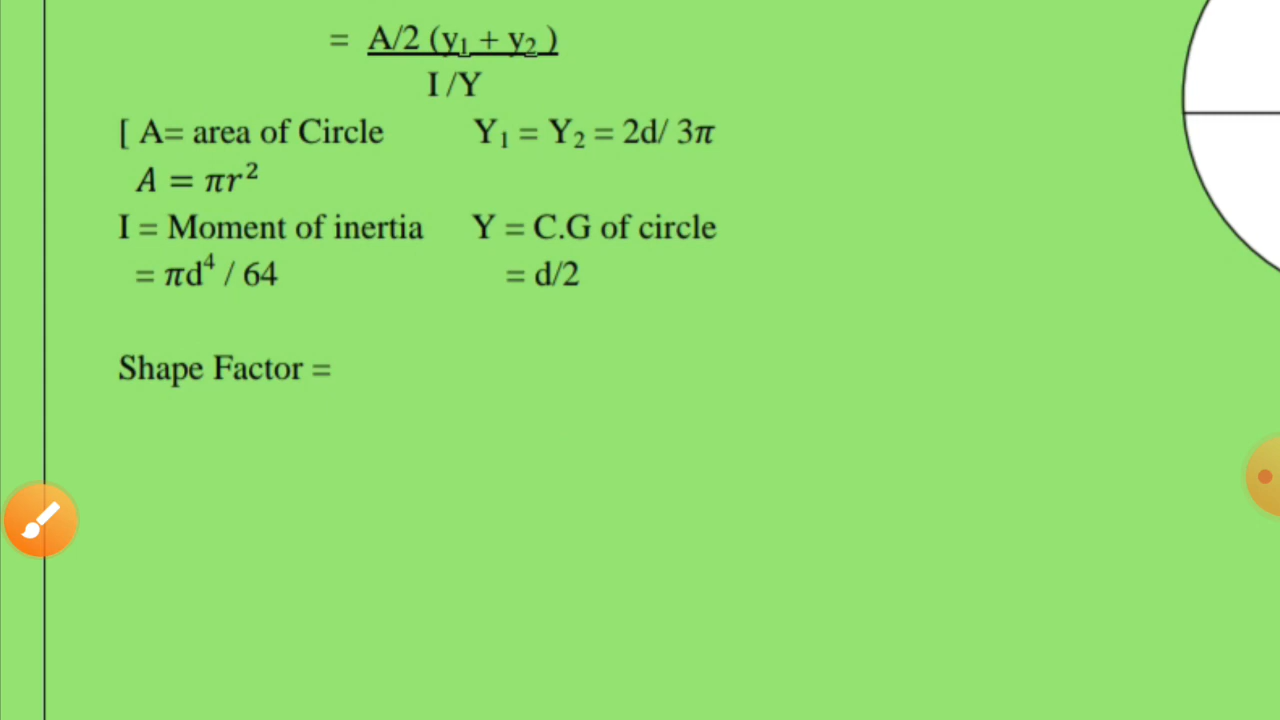 = A/2 (y₁ + y₂ )
I /Y
[ A= area of Circle Y₁ = Y₂ = 2d/ 3π
A = πr²
I = Moment of inertia Y = C.G of circle
= πd⁴ / 64 = d/2
Shape Factor =